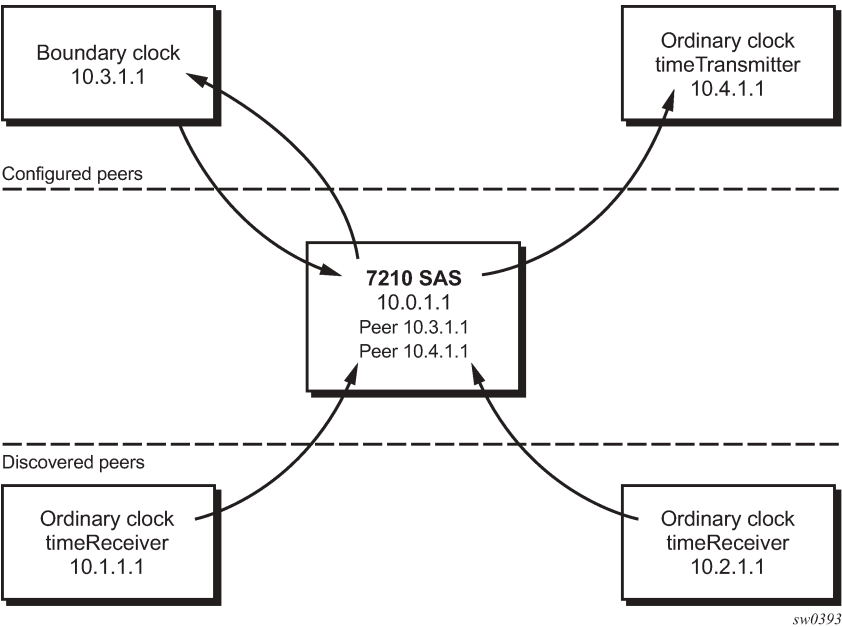 Boundary clock
10.3.1.1
Ordinary clock
timeTransmitter
10.4.1.1
Configured peers
7210 SAS
10.0.1.1
Peer 10.3.1.1
Peer 10.4.1.1
Discovered peers
Ordinary clock
timeReceiver
10.1.1.1
Ordinary clock
timeReceiver
10.2.1.1
sw0393